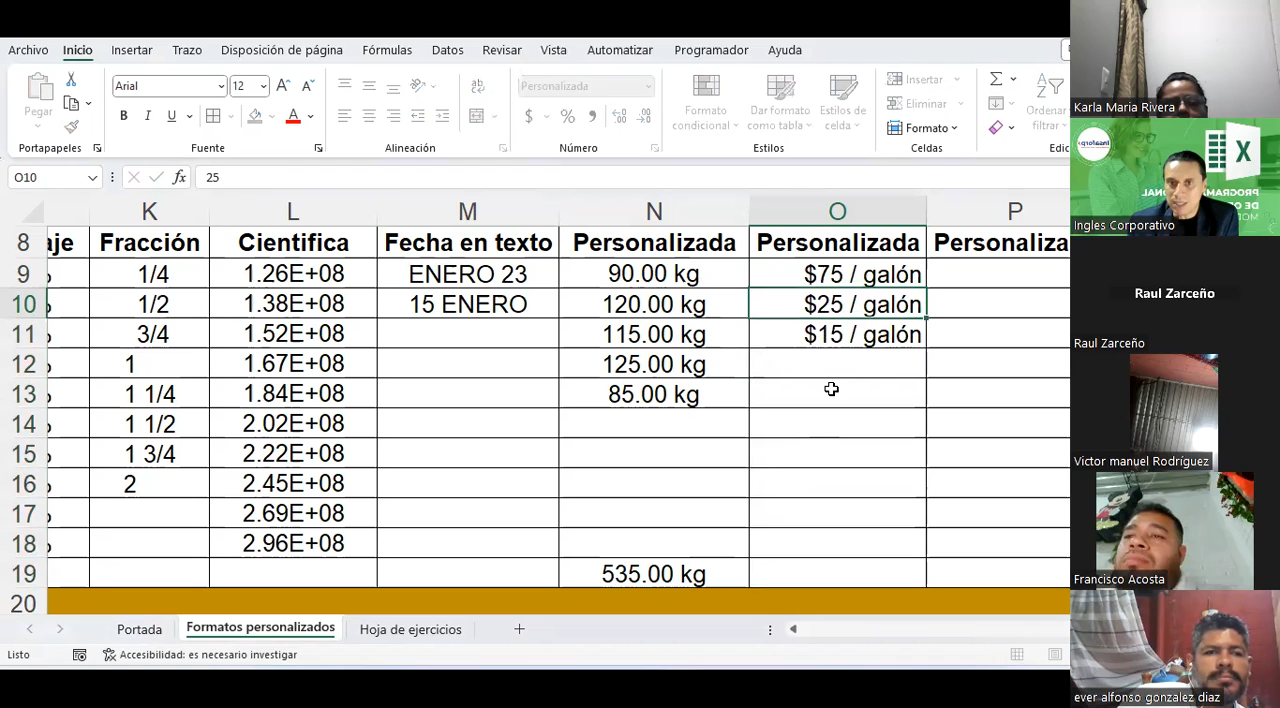 Archivo Inicio Insertar Trazo Disposición de página Fórmulas Datos Revisar Vista Automatizar Programador Ayuda
Pegar
Portapapeles
Arial 12
Fuente
Alineación
Personalizada
Número
Formato condicional
Dar formato como tabla
Estilos de celda
Estilos
Insertar
Eliminar
Formato
Celdas
Ordenar
filtrar
O10 fx 25
K L M N O P
8 Fracción Cientifica Fecha en texto Personalizada Personalizada
9 1/4 1.26E+08 ENERO 23 90.00 kg $75 / galón
10 1/2 1.38E+08 15 ENERO 120.00 kg $25 / galón
11 3/4 1.52E+08 115.00 kg $15 / galón
12 1 1.67E+08 125.00 kg
13 1 1/4 1.84E+08 85.00 kg
14 1 1/2 2.02E+08
15 1 3/4 2.22E+08
16 2 2.45E+08
17 2.69E+08
18 2.96E+08
19 535.00 kg
20
Portada Formatos personalizados Hoja de ejercicios
Listo Accesibilidad: es necesario investigar
Karla Maria Rivera
Ingles Corporativo
Raul Zarceño
Raul Zarceño
Victor manuel Rodríguez
Francisco Acosta
ever alfonso gonzalez diaz